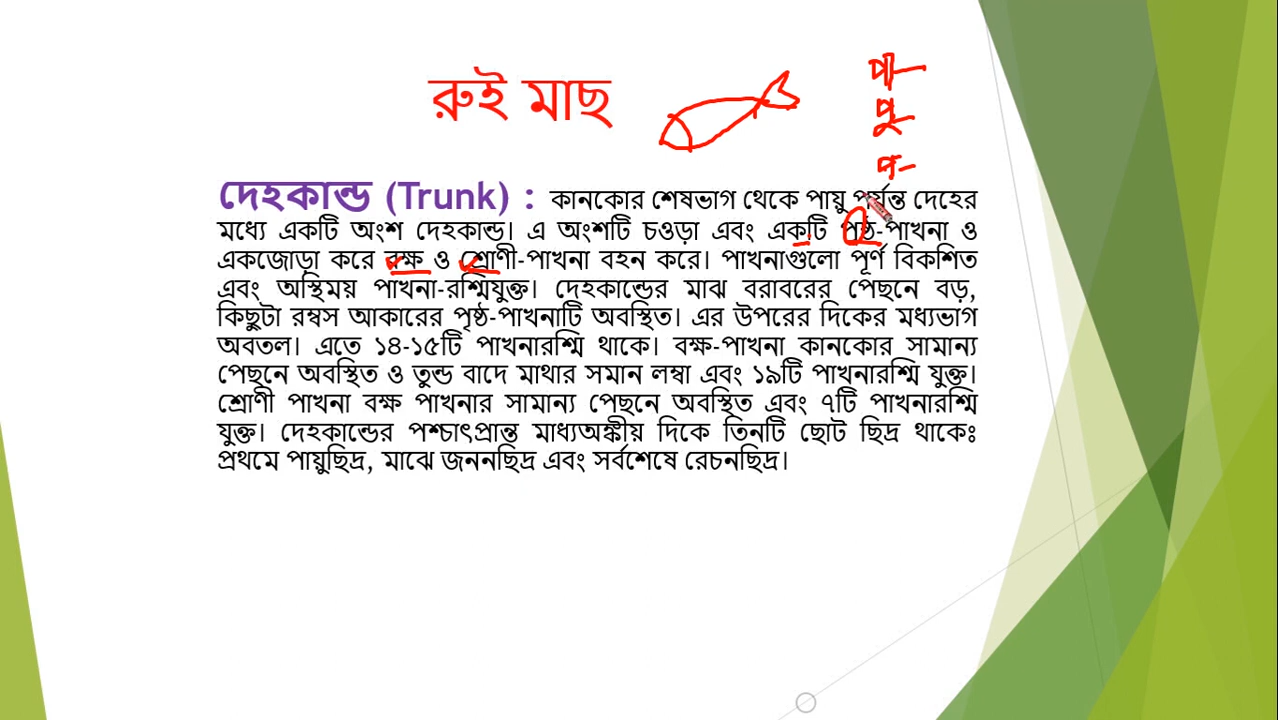 রুই মাছ
পা
পু
প
দেহকান্ড (Trunk) : কানকোর শেষভাগ থেকে পায়ু পর্যন্ত দেহের
মধ্যে একটি অংশ দেহকান্ড। এ অংশটি চওড়া এবং একটি পৃষ্ঠ-পাখনা ও
একজোড়া করে বক্ষ ও শ্রোণী-পাখনা বহন করে। পাখনাগুলো পূর্ণ বিকশিত
এবং অস্থিময় পাখনা-রশ্মিযুক্ত। দেহকান্ডের মাঝ বরাবরের পেছনে বড়,
কিছুটা রম্বস আকারের পৃষ্ঠ-পাখনাটি অবস্থিত। এর উপরের দিকের মধ্যভাগ
অবতল। এতে ১৪-১৫টি পাখনারশ্মি থাকে। বক্ষ-পাখনা কানকোর সামান্য
পেছনে অবস্থিত ও তুন্ড বাদে মাথার সমান লম্বা এবং ১৯টি পাখনারশ্মি যুক্ত।
শ্রোণী পাখনা বক্ষ পাখনার সামান্য পেছনে অবস্থিত এবং ৭টি পাখনারশ্মি
যুক্ত। দেহকান্ডের পশ্চাৎপ্রান্ত মাধ্যঅঙ্কীয় দিকে তিনটি ছোট ছিদ্র থাকেঃ
প্রথমে পায়ুছিদ্র, মাঝে জননছিদ্র এবং সর্বশেষে রেচনছিদ্র।